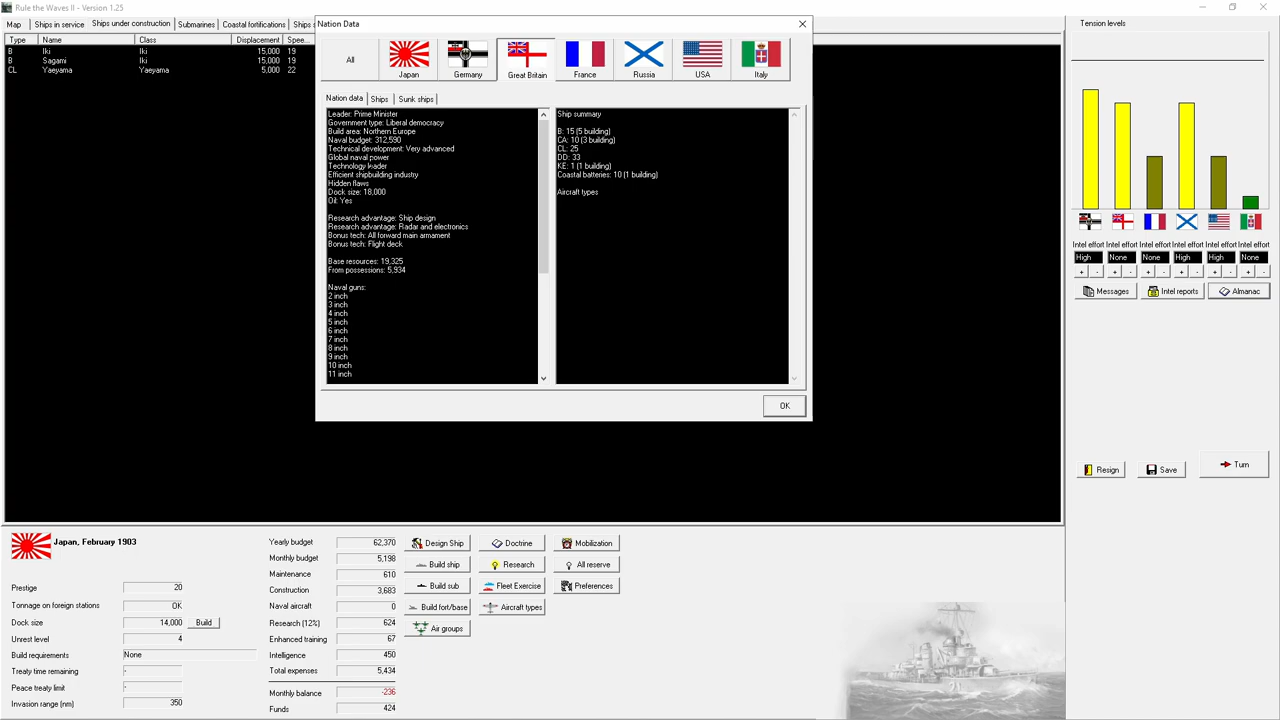 Rule the Waves II - Version 1.25
Map Ships in service Ships under construction Submarines Coastal fortifications Ships
Type Name Class Displacement Spee...
B Iki Iki 15,000 19
B Sagami Iki 15,000 19
CL Yaeyama Yaeyama 5,000 22
Nation Data
All Japan Germany Great Britain France Russia USA Italy
Nation data Ships Sunk ships
Leader: Prime Minister
Government type: Liberal democracy
Build area: Northern Europe
Naval budget: 312,590
Technical development: Very advanced
Global naval power
Technology leader
Efficient shipbuilding industry
Hidden flaws
Dock size: 18,000
Oil: Yes
Research advantage: Ship design
Research advantage: Radar and electronics
Bonus tech: All forward main armament
Bonus tech: Flight deck
Base resources: 19,325
From possessions: 5,934
Naval guns:
2 inch
3 inch
4 inch
5 inch
6 inch
7 inch
8 inch
9 inch
10 inch
11 inch
Ship summary
B: 15 (5 building)
CA: 10 (3 building)
CL: 25
DD: 33
KE: 1 (1 building)
Coastal batteries: 10 (1 building)
Aircraft types
OK
Tension levels
Intel effort Intel effort Intel effort Intel effort Intel effort Intel effort
High None None High High None
+ - + - + - + - + - + -
Messages Intel reports Almanac
Resign Save Turn
Japan, February 1903
Prestige 20
Tonnage on foreign stations OK
Dock size 14,000 Build
Unrest level 4
Build requirements None
Treaty time remaining -
Peace treaty limit -
Invasion range (nm) 350
Yearly budget 62,370
Monthly budget 5,198
Maintenance 610
Construction 3,683
Naval aircraft 0
Research (12%) 624
Enhanced training 67
Intelligence 450
Total expenses 5,434
Monthly balance -236
Funds 424
Design Ship Doctrine Mobilization
Build ship Research All reserve
Build sub Fleet Exercise Preferences
Build fort/base Aircraft types
Air groups